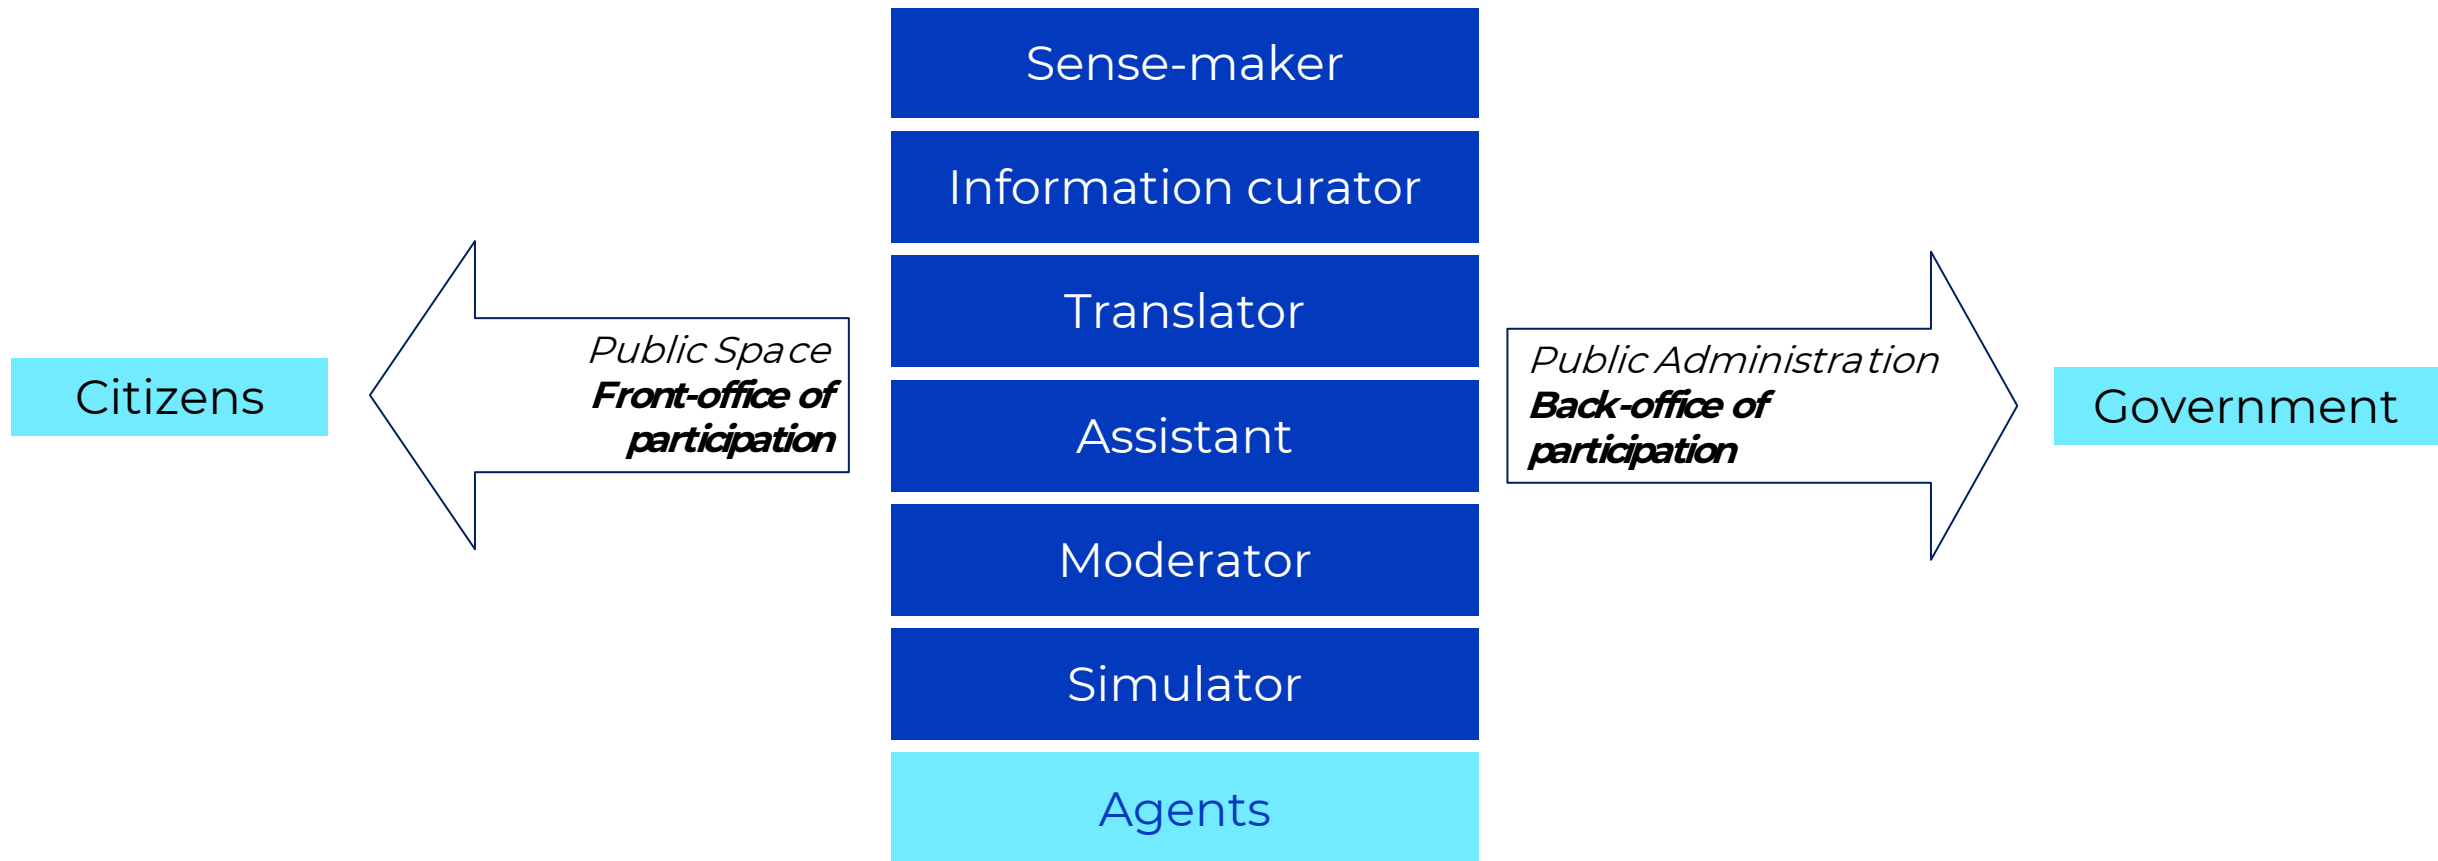 Sense-maker
Information curator
Translator
Assistant
Moderator
Simulator
Agents
Citizens
Public Space
Front-office of
participation
Public Administration
Back-office of
participation
Government